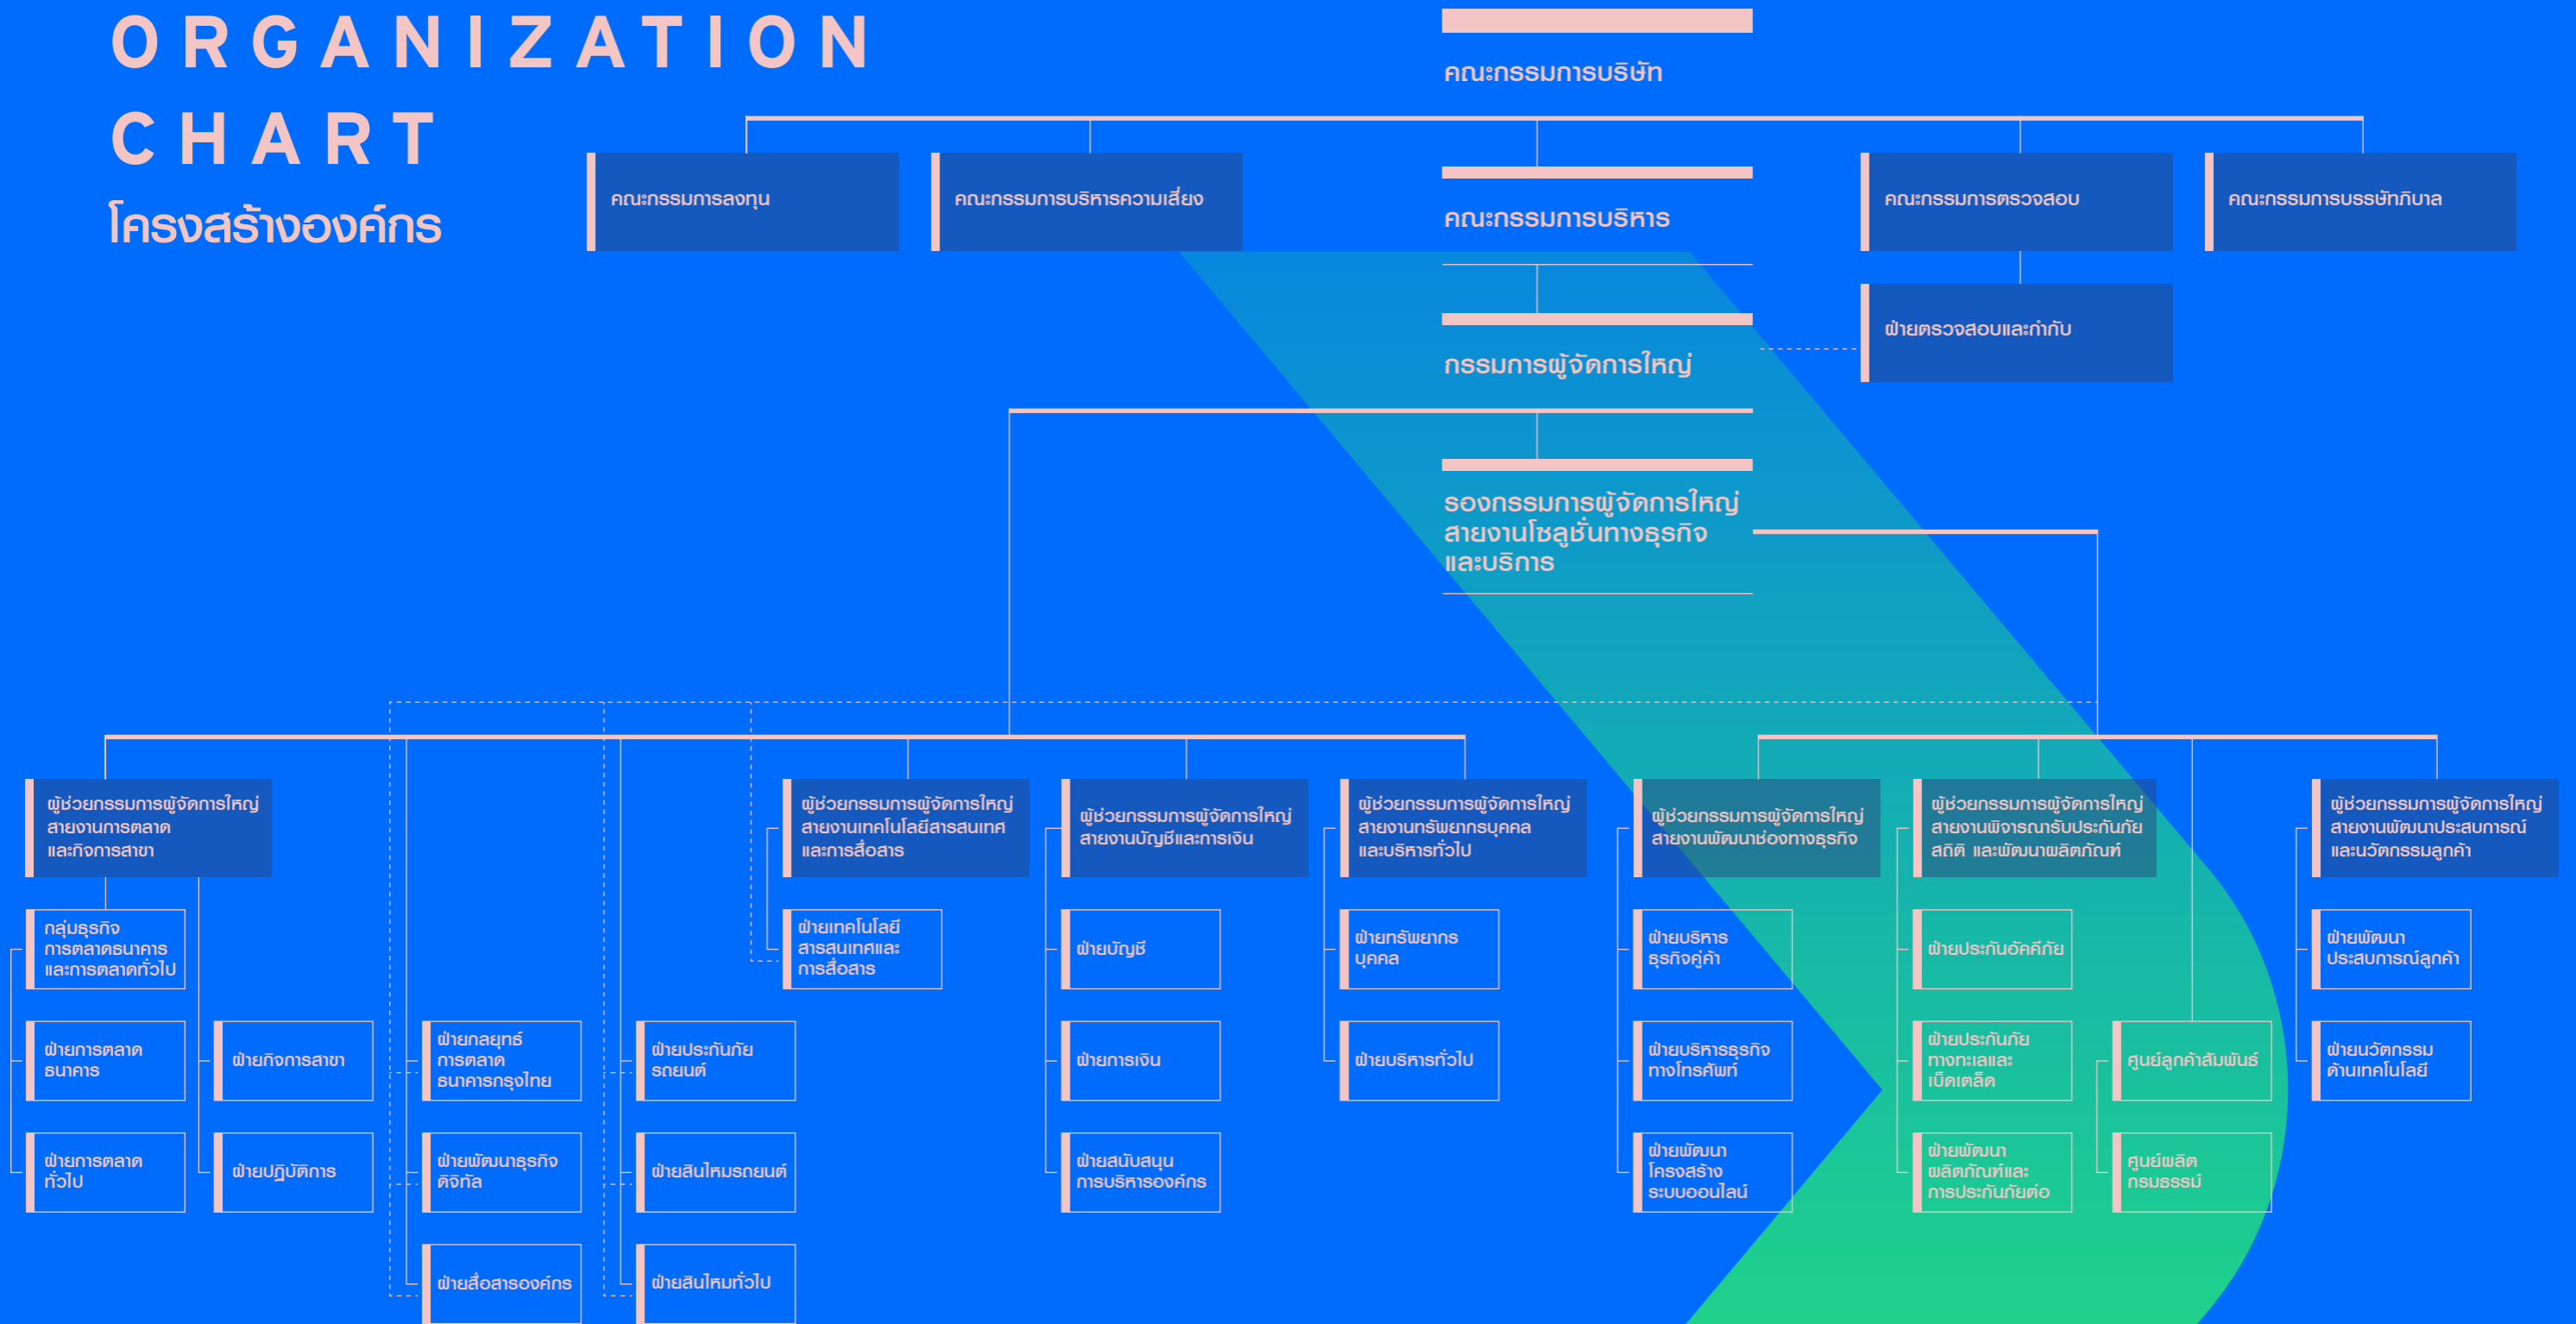 ORGANIZATION
CHART
โครงสร้างองค์กร
คณะกรรมการบริษัท
คณะกรรมการลงทุน
คณะกรรมการบริหารความเสี่ยง
คณะกรรมการบริหาร
คณะกรรมการตรวจสอบ
คณะกรรมการบรรษัทภิบาล
ฝ่ายตรวจสอบและกำกับ
กรรมการผู้จัดการใหญ่
รองกรรมการผู้จัดการใหญ่
สายงานโซลูชั่นทางธุรกิจ
และบริการ
ผู้ช่วยกรรมการผู้จัดการใหญ่
สายงานการตลาด
และกิจการสาขา
กลุ่มธุรกิจ
การตลาดธนาคาร
และการตลาดทั่วไป
ฝ่ายการตลาด
ธนาคาร
ฝ่ายการตลาด
ทั่วไป
ฝ่ายกิจการสาขา
ฝ่ายปฏิบัติการ
ฝ่ายกลยุทธ์
การตลาด
ธนาคารกรุงไทย
ฝ่ายพัฒนาธุรกิจ
ดิจิทัล
ฝ่ายสื่อสารองค์กร
ฝ่ายประกันภัย
รถยนต์
ฝ่ายสินไหมรถยนต์
ฝ่ายสินไหมทั่วไป
ผู้ช่วยกรรมการผู้จัดการใหญ่
สายงานเทคโนโลยีสารสนเทศ
และการสื่อสาร
ฝ่ายเทคโนโลยี
สารสนเทศและ
การสื่อสาร
ผู้ช่วยกรรมการผู้จัดการใหญ่
สายงานบัญชีและการเงิน
ฝ่ายบัญชี
ฝ่ายการเงิน
ฝ่ายสนับสนุน
การบริหารองค์กร
ผู้ช่วยกรรมการผู้จัดการใหญ่
สายงานทรัพยากรบุคคล
และบริหารทั่วไป
ฝ่ายทรัพยากร
บุคคล
ฝ่ายบริหารทั่วไป
ผู้ช่วยกรรมการผู้จัดการใหญ่
สายงานพัฒนาช่องทางธุรกิจ
ฝ่ายบริหาร
ธุรกิจคู่ค้า
ฝ่ายบริหารธุรกิจ
ทางโทรศัพท์
ฝ่ายพัฒนา
โครงสร้าง
ระบบออนไลน์
ผู้ช่วยกรรมการผู้จัดการใหญ่
สายงานพิจารณารับประกันภัย
สถิติ และพัฒนาผลิตภัณฑ์
ฝ่ายประกันอัคคีภัย
ฝ่ายประกันภัย
ทางทะเลและ
เบ็ดเตล็ด
ฝ่ายพัฒนา
ผลิตภัณฑ์และ
การประกันภัยต่อ
ศูนย์ลูกค้าสัมพันธ์
ศูนย์ผลิต
กรมธรรม์
ผู้ช่วยกรรมการผู้จัดการใหญ่
สายงานพัฒนาประสบการณ์
และนวัตกรรมลูกค้า
ฝ่ายพัฒนา
ประสบการณ์ลูกค้า
ฝ่ายนวัตกรรม
ด้านเทคโนโลยี